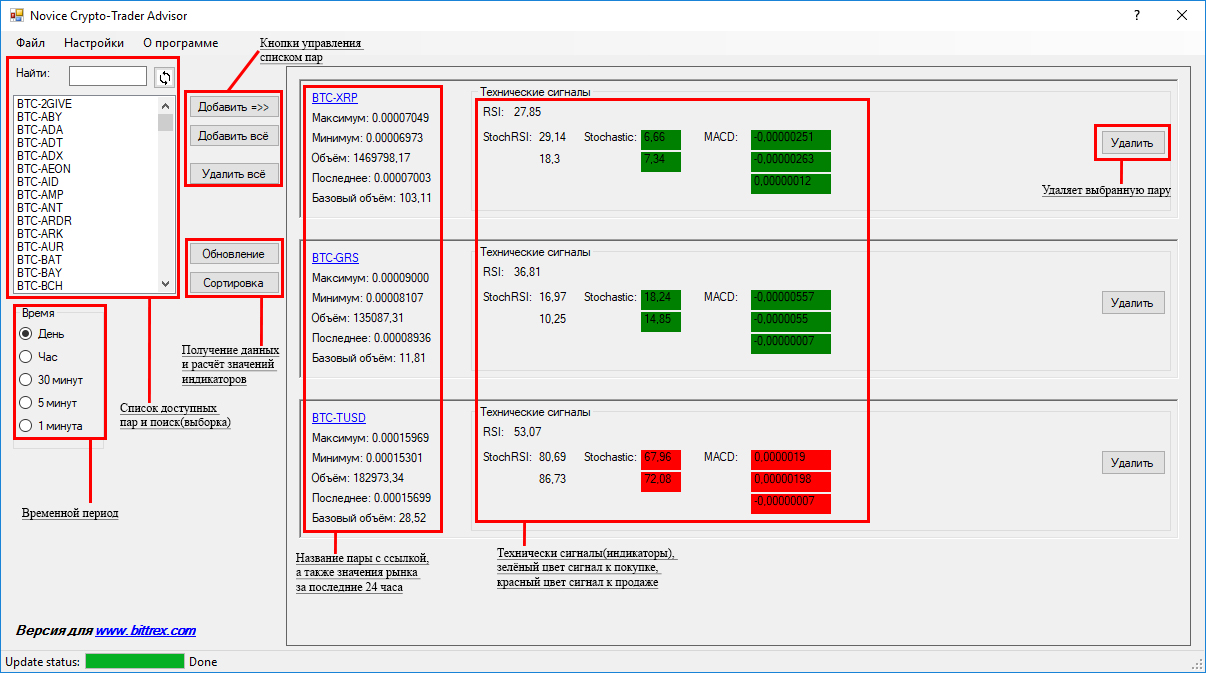 Novice Crypto-Trader Advisor
?
Файл Настройки О программе
Кнопки управления
списком пар
Найти:
BTC-2GIVE
BTC-ABY
BTC-ADA
BTC-ADT
BTC-ADX
BTC-AEON
BTC-AID
BTC-AMP
BTC-ANT
BTC-ARDR
BTC-ARK
BTC-AUR
BTC-BAT
BTC-BAY
BTC-BCH
Добавить =>>
Добавить всё
Удалить всё
Обновление
Сортировка
Время
День
Час
30 минут
5 минут
1 минута
Получение данных
и расчёт значений
индикаторов
Список доступных
пар и поиск(выборка)
Временной период
BTC-XRP
Максимум: 0.00007049
Минимум: 0.00006973
Объём: 1469798,17
Последнее: 0.00007003
Базовый объём: 103,11
Технические сигналы
RSI: 27,85
StochRSI: 29,14 Stochastic: 6,66 MACD: -0,00000251
18,3 7,34 -0,00000263
0,00000012
Удалить
Удаляет выбранную пару
BTC-GRS
Максимум: 0.00009000
Минимум: 0.00008107
Объём: 135087,31
Последнее: 0.00008936
Базовый объём: 11,81
Технические сигналы
RSI: 36,81
StochRSI: 16,97 Stochastic: 18,24 MACD: -0,00000557
10,25 14,85 -0,0000055
-0,00000007
Удалить
BTC-TUSD
Максимум: 0.00015969
Минимум: 0.00015301
Объём: 182973,34
Последнее: 0.00015699
Базовый объём: 28,52
Технические сигналы
RSI: 53,07
StochRSI: 80,69 Stochastic: 67,96 MACD: 0,0000019
86,73 72,08 0,00000198
-0,00000007
Удалить
Название пары с ссылкой,
а также значения рынка
за последние 24 часа
Технически сигналы(индикаторы),
зелёный цвет сигнал к покупке,
красный цвет сигнал к продаже
Версия для www.bittrex.com
Update status: Done